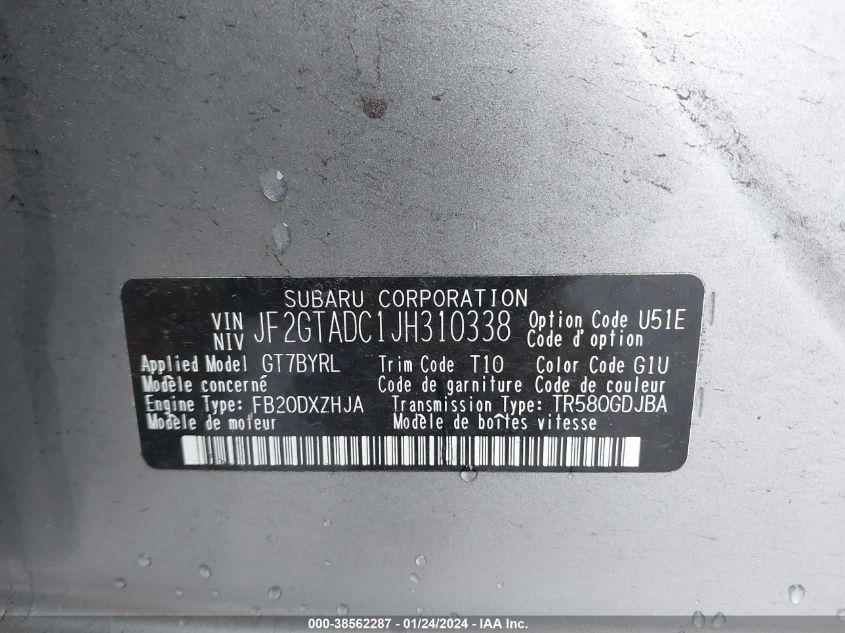 SUBARU CORPORATION
VIN
NIV
JF2GTADC1JH310338
Option Code U51E
Code d'option
Applied Model GT7BYRL Trim Code T10 Color Code G1U
Modèle concerné Code de garniture Code de couleur
Engine Type: FB20DXZHJA Transmission Type: TR580GDJBA
Modèle de moteur Modèle de boîtes vitesse
000-38562287 - 01/24/2024 - IAA Inc.